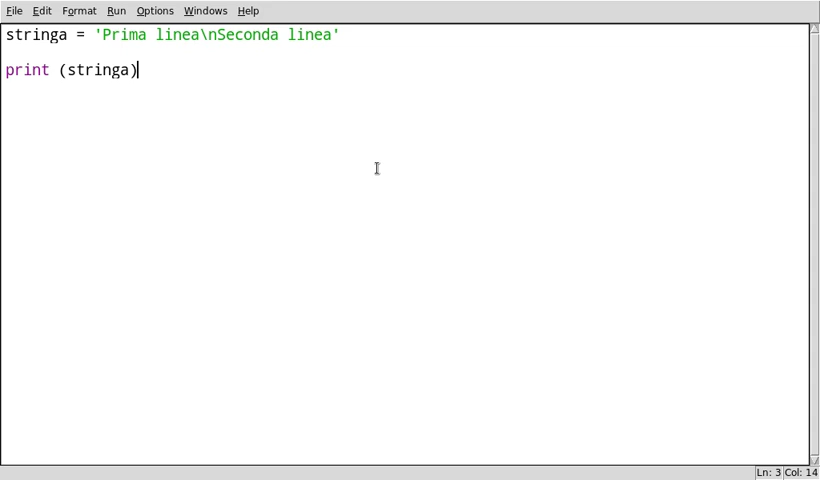 File Edit Format Run Options Windows Help
stringa = 'Prima linea\nSeconda linea'
print (stringa)
Ln: 3 Col: 14